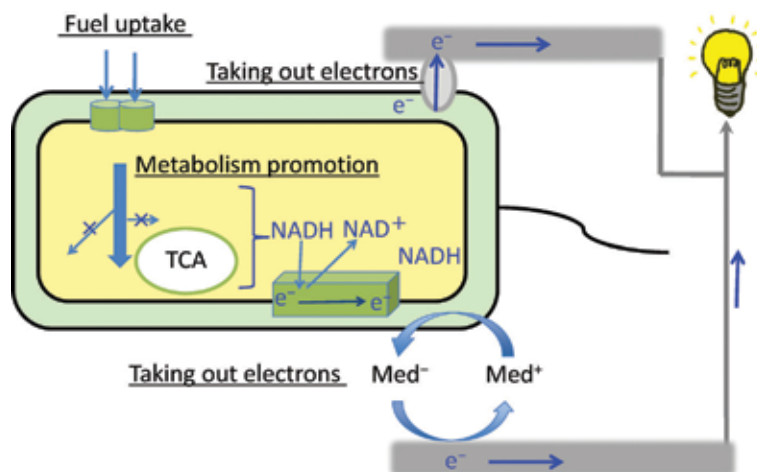 Fuel uptake
e⁻
Taking out electrons
e⁻
Metabolism promotion
NADH NAD⁺
NADH
TCA
e⁻ e⁻
Taking out electrons Med⁻ Med⁺
e⁻